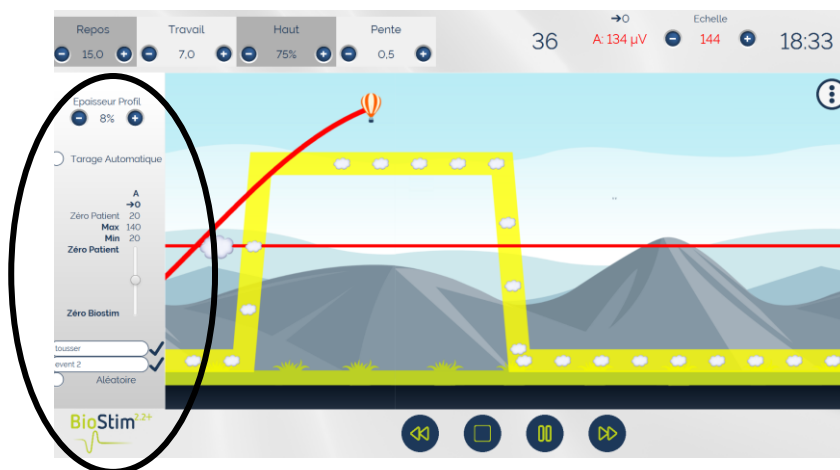 Repos
15,0
Travail
7,0
Haut
75%
Pente
0,5
36
→0
A: 134 µV
Echelle
144
18:33
Epaisseur Profil
8%
Tarage Automatique
A
→0
Zéro Patient 20
Max 140
Min 20
Zéro Patient
Zéro Biostim
tousser
event 2
Aléatoire
BioStim 7.2+